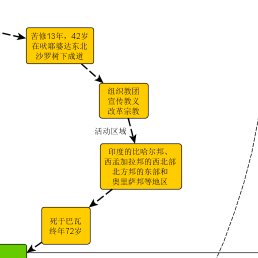 苦修13年，42岁
在吠耶婆达东北
沙罗树下成道
组织教团
宣传教义
改革宗教
活动区域
印度的比哈尔邦、
西孟加拉邦的西北部
北方邦的东部和
奥里萨邦等地区
死于巴瓦
终年72岁